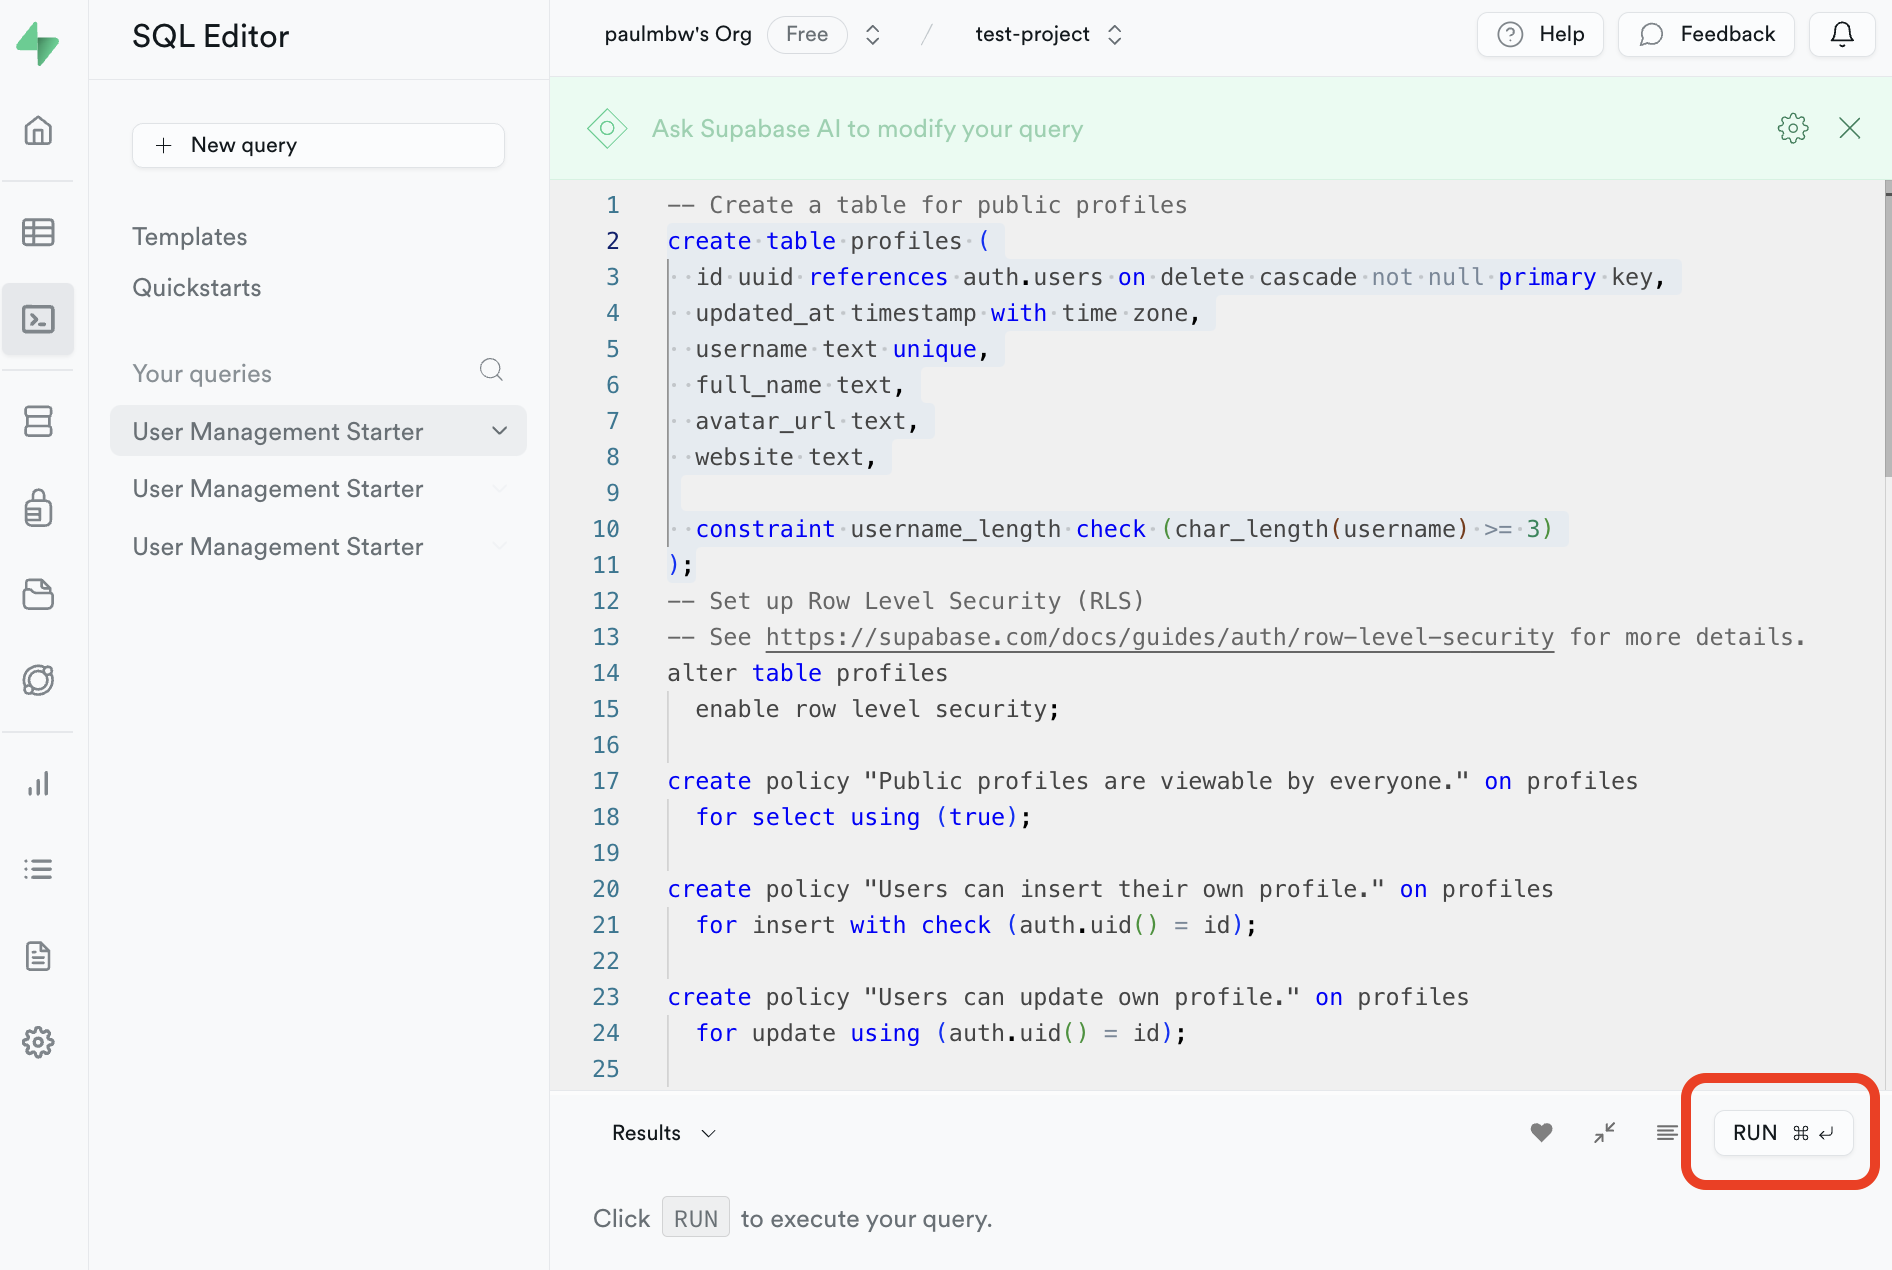 SQL Editor
paulmbw's Org Free / test-project
Help Feedback
Ask Supabase AI to modify your query
+ New query
Templates
Quickstarts
Your queries
User Management Starter
User Management Starter
User Management Starter
1 -- Create a table for public profiles
2 create table profiles (
3 id uuid references auth.users on delete cascade not null primary key,
4 updated_at timestamp with time zone,
5 username text unique,
6 full_name text,
7 avatar_url text,
8 website text,
9
10 constraint username_length check (char_length(username) >= 3)
11 );
12 -- Set up Row Level Security (RLS)
13 -- See https://supabase.com/docs/guides/auth/row-level-security for more details.
14 alter table profiles
15 enable row level security;
16
17 create policy "Public profiles are viewable by everyone." on profiles
18 for select using (true);
19
20 create policy "Users can insert their own profile." on profiles
21 for insert with check (auth.uid() = id);
22
23 create policy "Users can update own profile." on profiles
24 for update using (auth.uid() = id);
25
Results
RUN ⌘ ↵
Click RUN to execute your query.